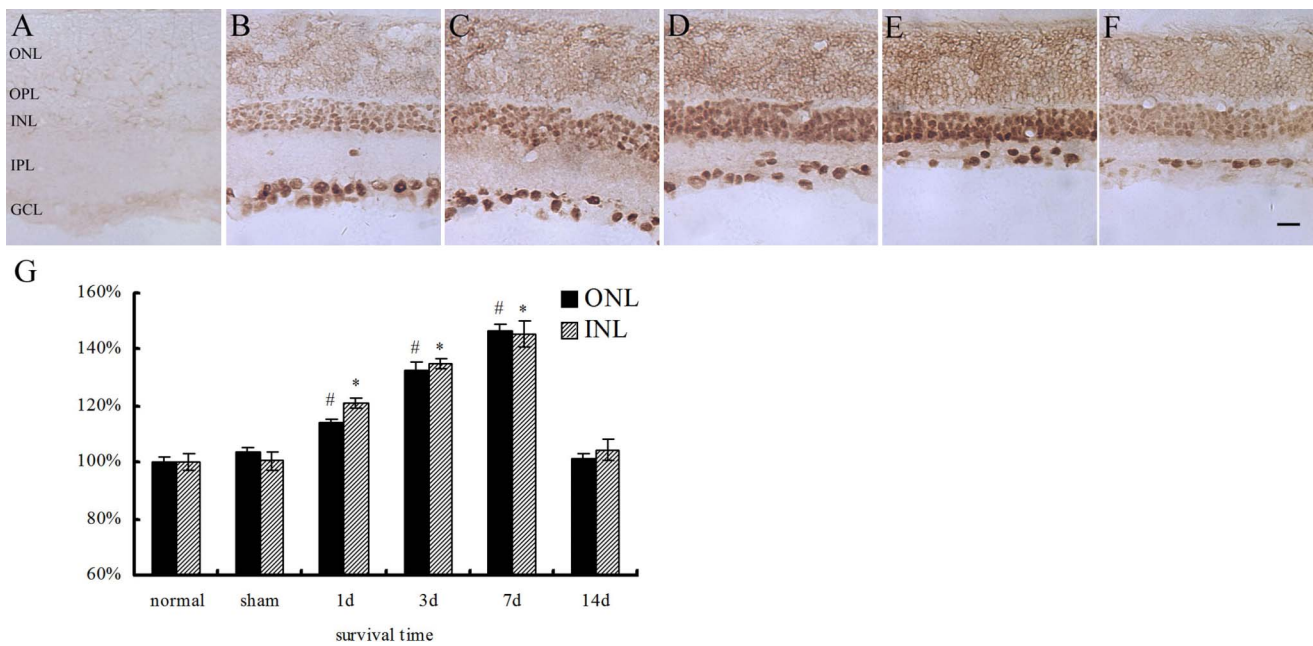 A B C D E F
ONL
OPL
INL
IPL
GCL
G
160%
140%
120%
100%
80%
60%
# * # * # *
ONL
INL
normal sham 1d 3d 7d 14d
survival time